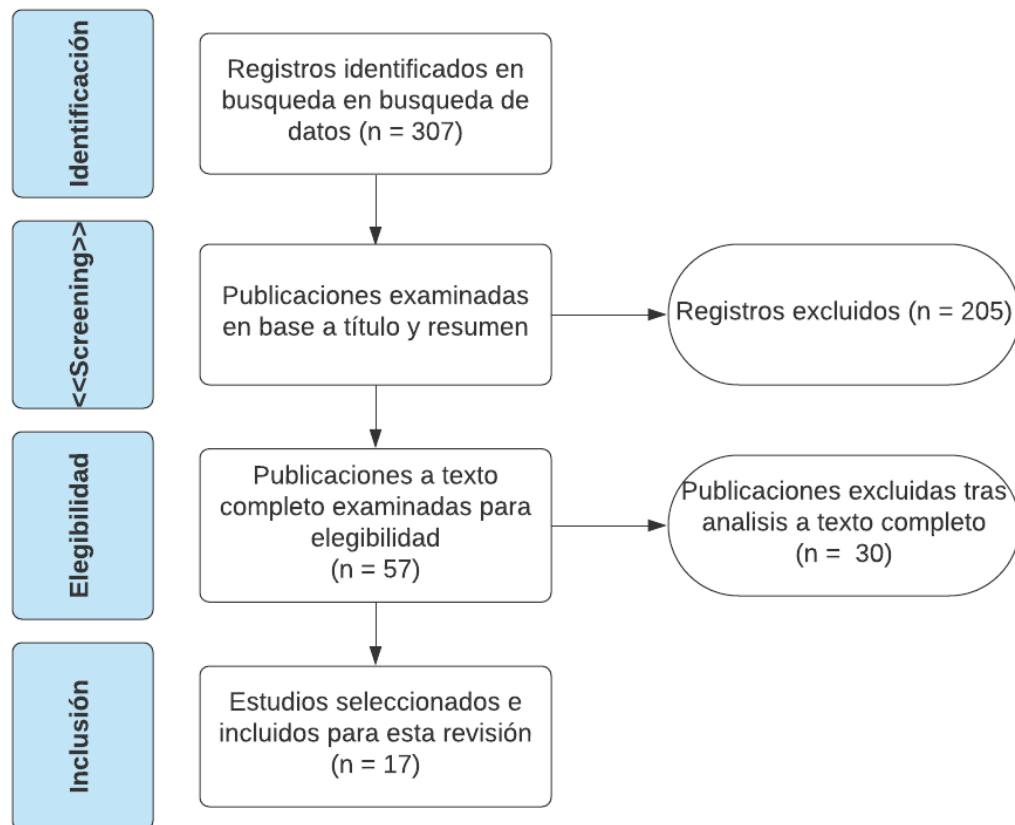 Identificación
Registros identificados en
busqueda en busqueda de
datos (n = 307)
<<Screening>>
Publicaciones examinadas
en base a título y resumen
Registros excluidos (n = 205)
Elegibilidad
Publicaciones a texto
completo examinadas para
elegibilidad
(n = 57)
Publicaciones excluidas tras
analisis a texto completo
(n = 30)
Inclusión
Estudios seleccionados e
incluidos para esta revisión
(n = 17)